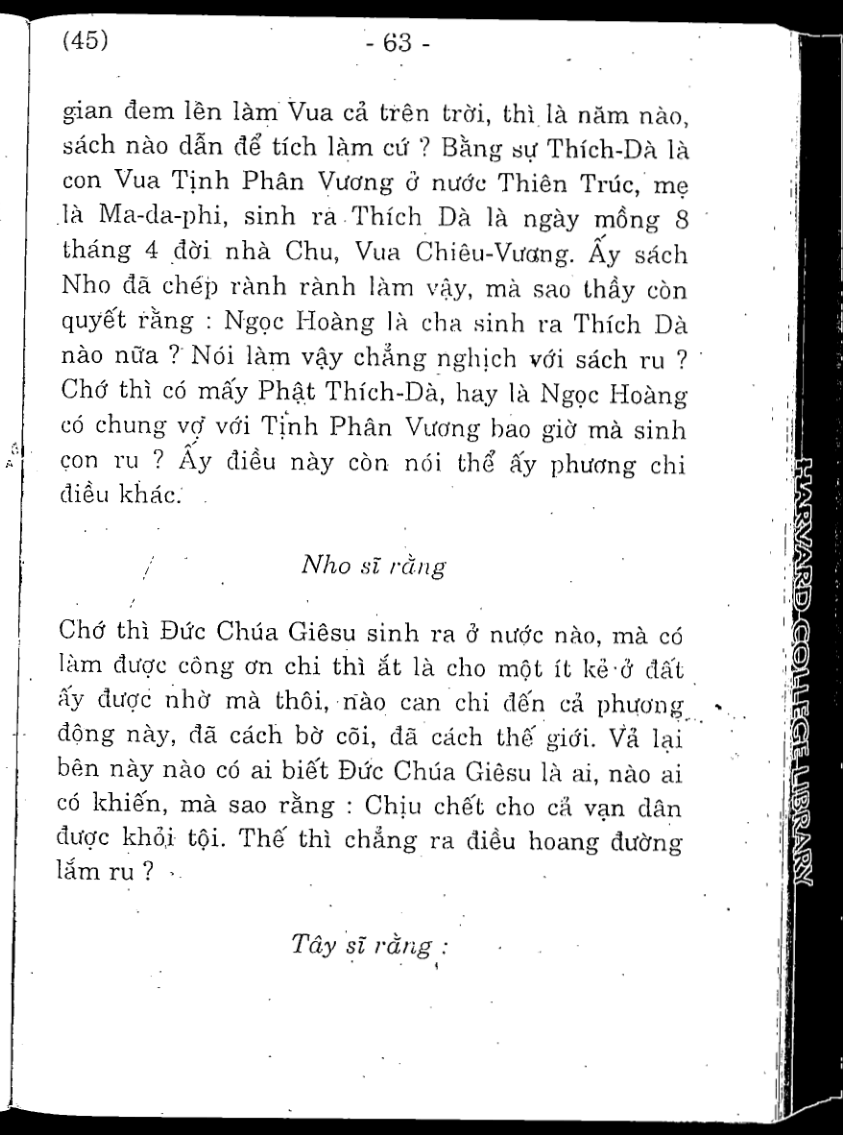 (45)
- 63 -
gian đem lên làm Vua cả trên trời, thì là năm nào,
sách nào dẫn để tích làm cứ ? Bằng sự Thích-Dà là
con Vua Tịnh Phân Vương ở nước Thiên Trúc, mẹ
là Ma-da-phi, sinh ra Thích Dà là ngày mồng 8
tháng 4 đời nhà Chu, Vua Chiêu-Vương. Ấy sách
Nho đã chép rành rành làm vậy, mà sao thầy còn
quyết rằng : Ngọc Hoàng là cha sinh ra Thích Dà
nào nữa ? Nói làm vậy chẳng nghịch với sách ru ?
Chớ thì có mấy Phật Thích-Dà, hay là Ngọc Hoàng
có chung vợ với Tịnh Phân Vương bao giờ mà sinh
con ru ? Ấy điều này còn nói thể ấy phương chi
điều khác.
Nho sĩ rằng
Chớ thì Đức Chúa Giêsu sinh ra ở nước nào, mà có
làm được công ơn chi thì ắt là cho một ít kẻ ở đất
ấy được nhờ mà thôi, nào can chi đến cả phương
động này, đã cách bờ cõi, đã cách thế giới. Vả lại
bên này nào có ai biết Đức Chúa Giêsu là ai, nào ai
có khiến, mà sao rằng : Chịu chết cho cả vạn dân
được khỏi tội. Thế thì chẳng ra điều hoang đường
lắm ru ?
Tây sĩ rằng :
HARVARD COLLEGE LIBRARY